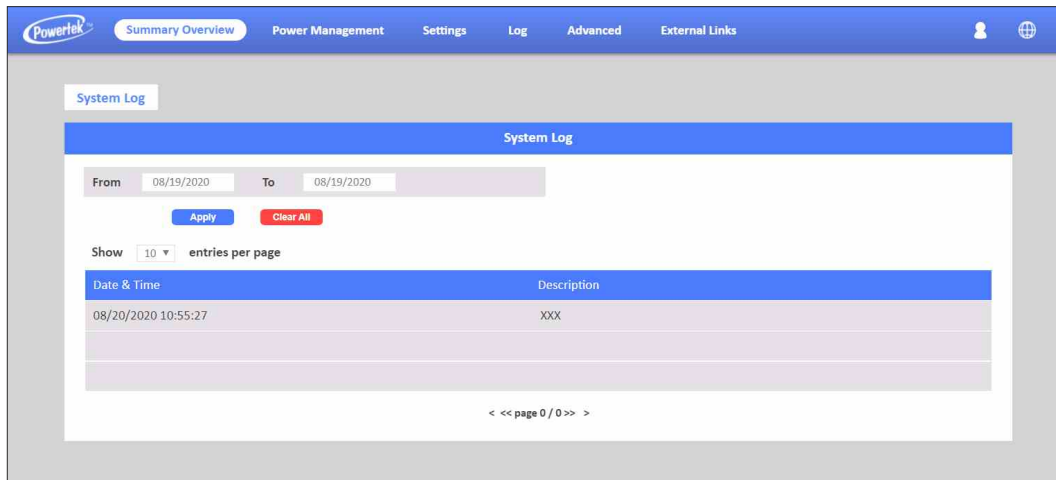 Powertek™ Summary Overview Power Management Settings Log Advanced External Links
System Log
System Log
From 08/19/2020 To 08/19/2020
Apply Clear All
Show 10 ▼ entries per page
Date & Time Description
08/20/2020 10:55:27 XXX
< << page 0 / 0 >> >